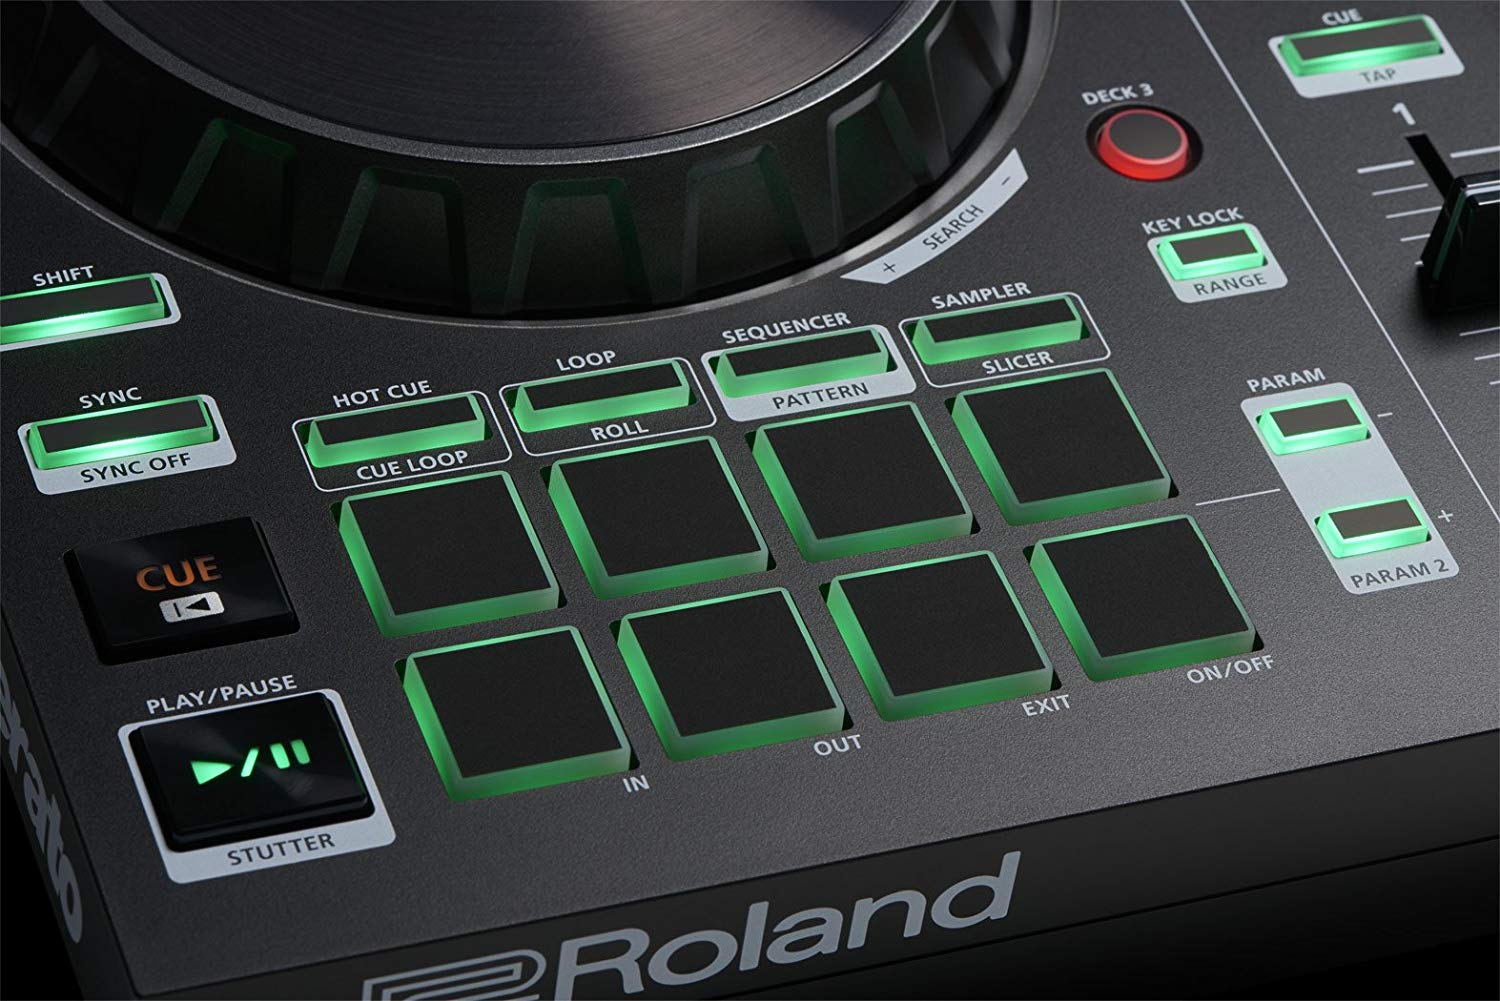 CUE
TAP
1
DECK 3
KEY LOCK
RANGE
- SEARCH +
SHIFT
SYNC
SYNC OFF
HOT CUE
CUE LOOP
LOOP
ROLL
SEQUENCER
PATTERN
SAMPLER
SLICER
PARAM
-
+
PARAM 2
CUE
PLAY/PAUSE
STUTTER
IN
OUT
EXIT
ON/OFF
Roland